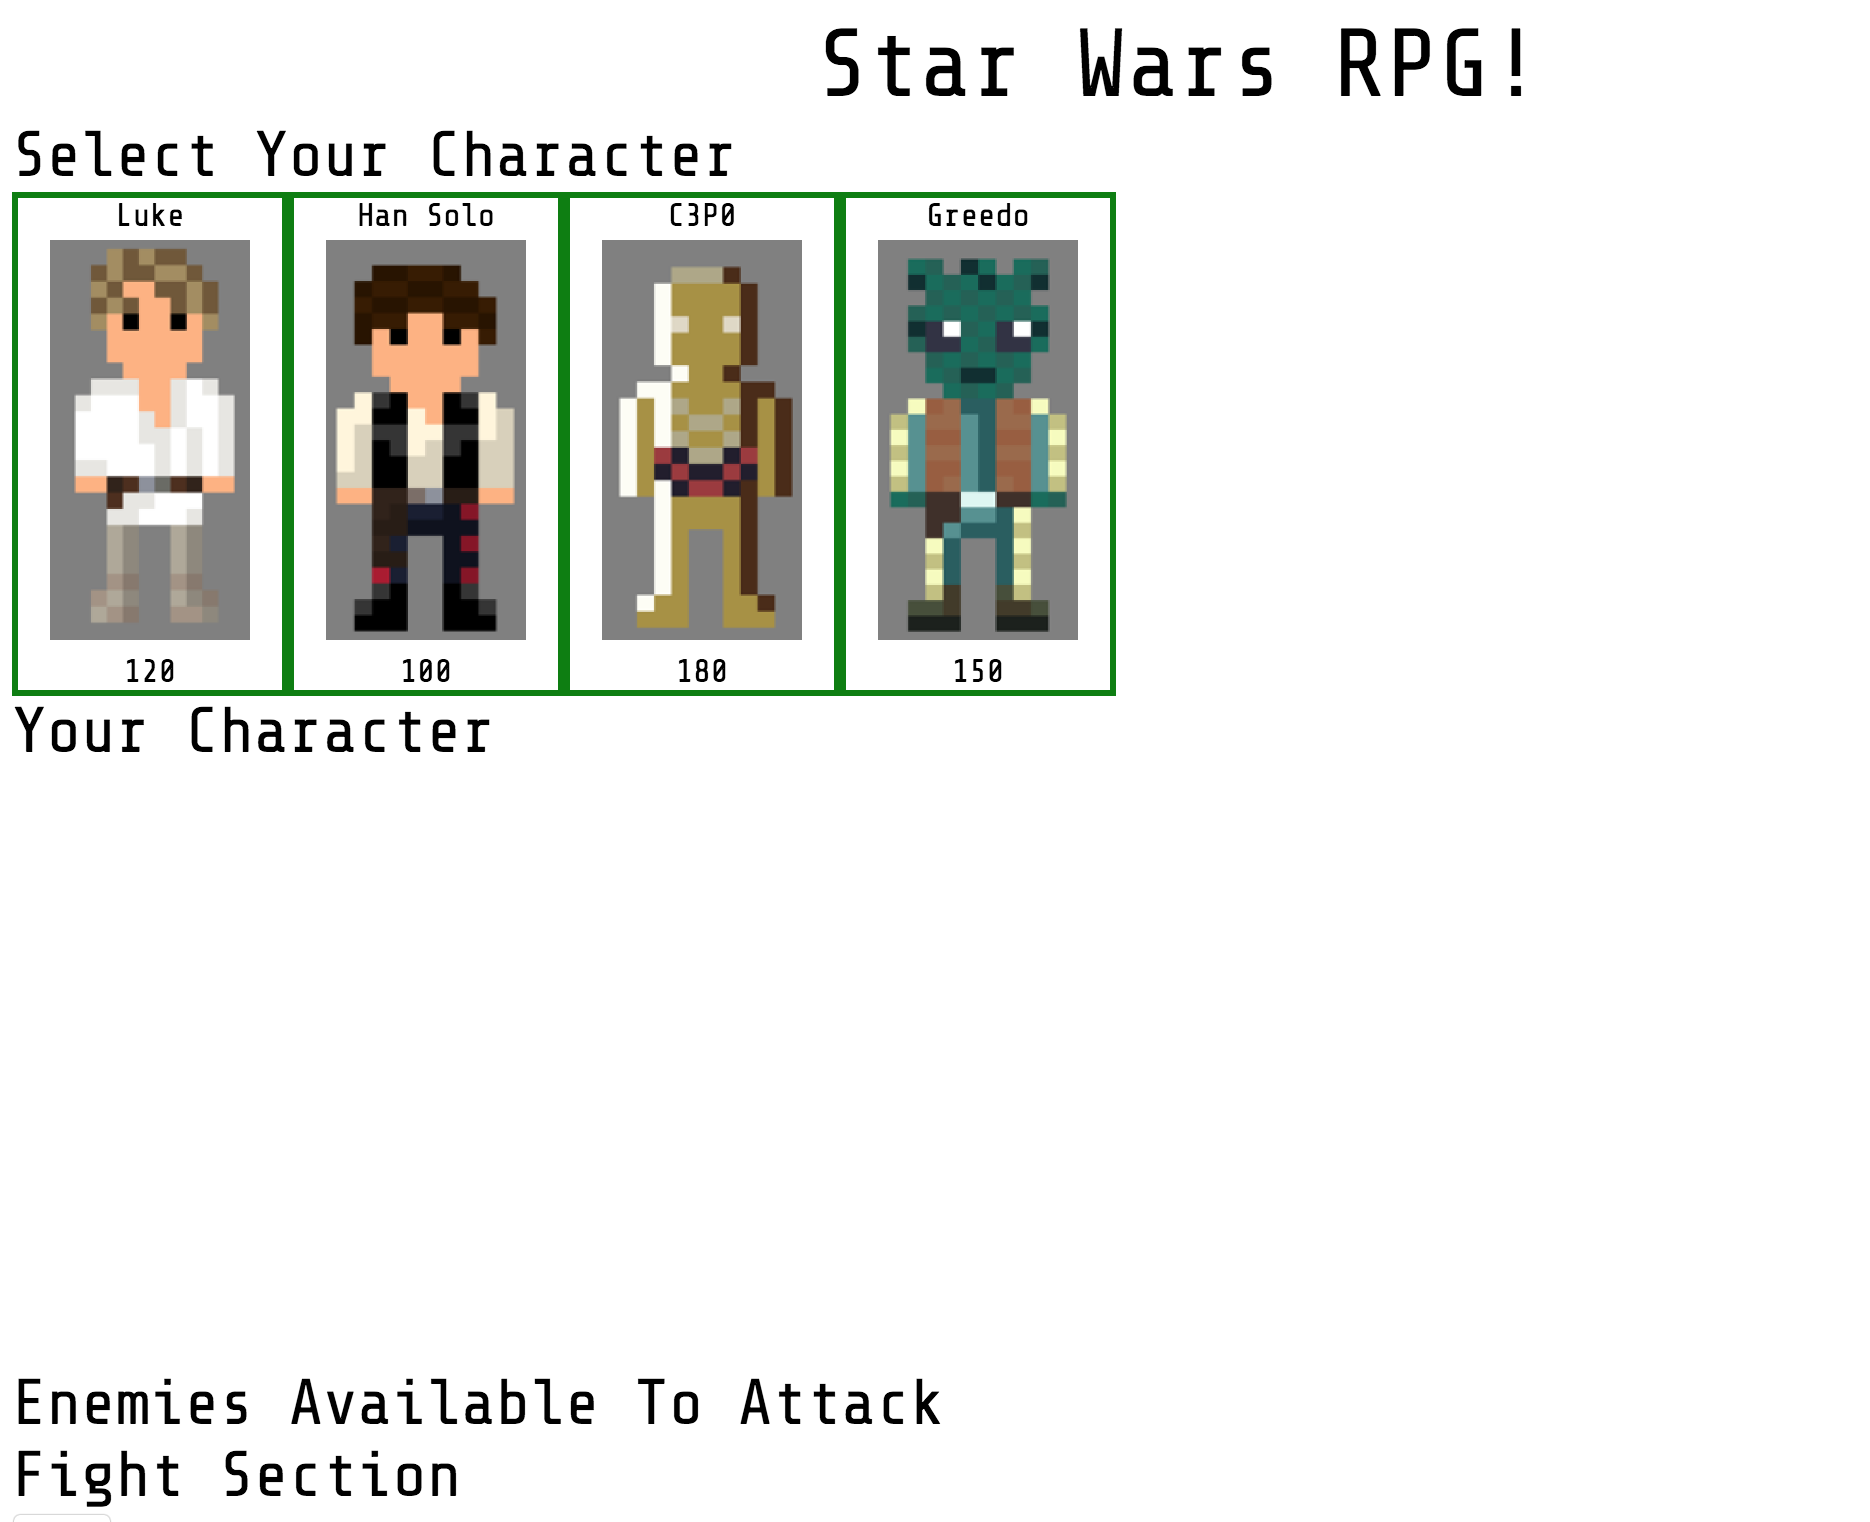 Star Wars RPG!
Select Your Character
Luke
Han Solo
C3P0
Greedo
120
100
180
150
Your Character
Enemies Available To Attack
Fight Section